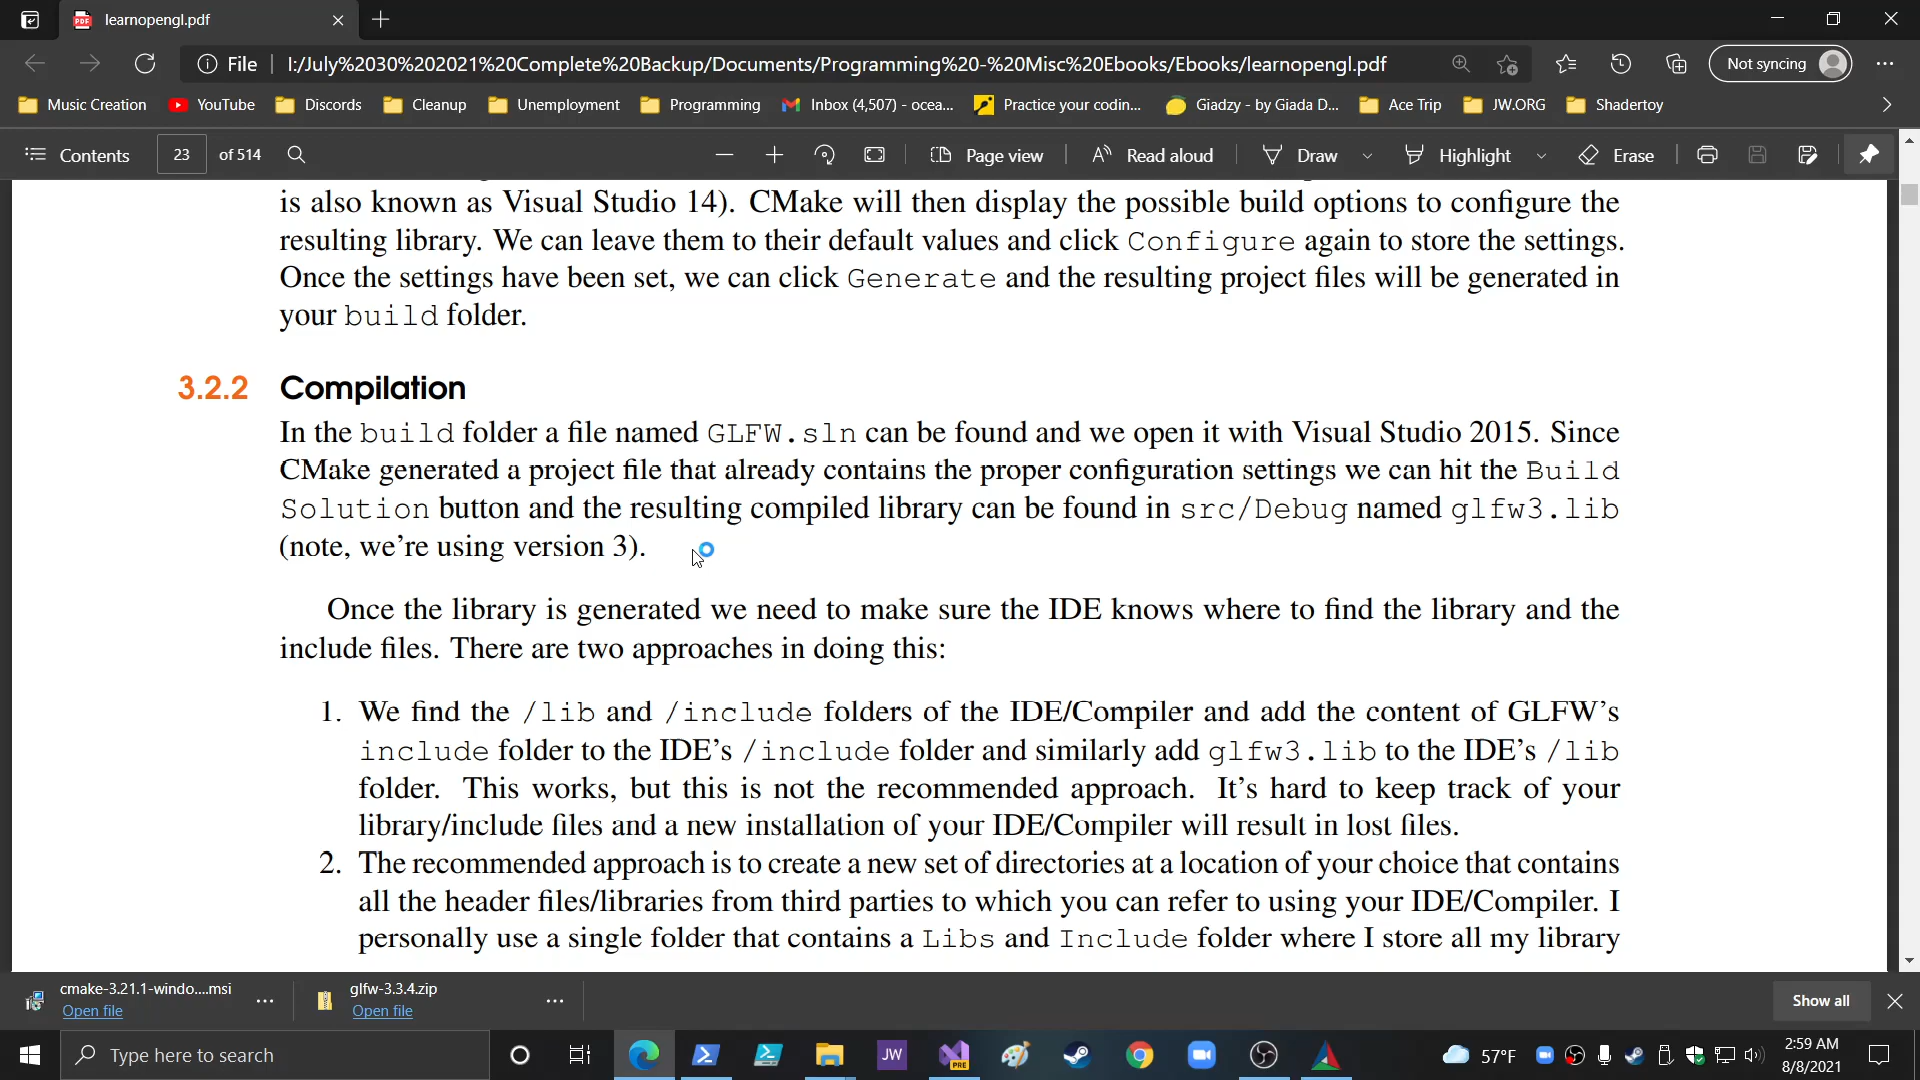 learnopengl.pdf
File
I:/July%2030%202021%20Complete%20Backup/Documents/Programming%20-%20Misc%20Ebooks/Ebooks/learnopengl.pdf
Not syncing
Music Creation
YouTube
Discords
Cleanup
Unemployment
Programming
Inbox (4,507) - ocea...
Practice your codin...
Giadzy - by Giada D...
Ace Trip
JW.ORG
Shadertoy
Contents
23
of 514
Page view
Read aloud
Draw
Highlight
Erase
is also known as Visual Studio 14). CMake will then display the possible build options to configure the
resulting library. We can leave them to their default values and click Configure again to store the settings.
Once the settings have been set, we can click Generate and the resulting project files will be generated in
your build folder.
3.2.2 Compilation
In the build folder a file named GLFW.sln can be found and we open it with Visual Studio 2015. Since
CMake generated a project file that already contains the proper configuration settings we can hit the Build
Solution button and the resulting compiled library can be found in src/Debug named glfw3.lib
(note, we're using version 3).
Once the library is generated we need to make sure the IDE knows where to find the library and the
include files. There are two approaches in doing this:
1. We find the /lib and /include folders of the IDE/Compiler and add the content of GLFW's
include folder to the IDE's /include folder and similarly add glfw3.lib to the IDE's /lib
folder. This works, but this is not the recommended approach. It's hard to keep track of your
library/include files and a new installation of your IDE/Compiler will result in lost files.
2. The recommended approach is to create a new set of directories at a location of your choice that contains
all the header files/libraries from third parties to which you can refer to using your IDE/Compiler. I
personally use a single folder that contains a Libs and Include folder where I store all my library
cmake-3.21.1-windo....msi
Open file
glfw-3.3.4.zip
Open file
Show all
Type here to search
JW
PRE
57°F
2:59 AM
8/8/2021